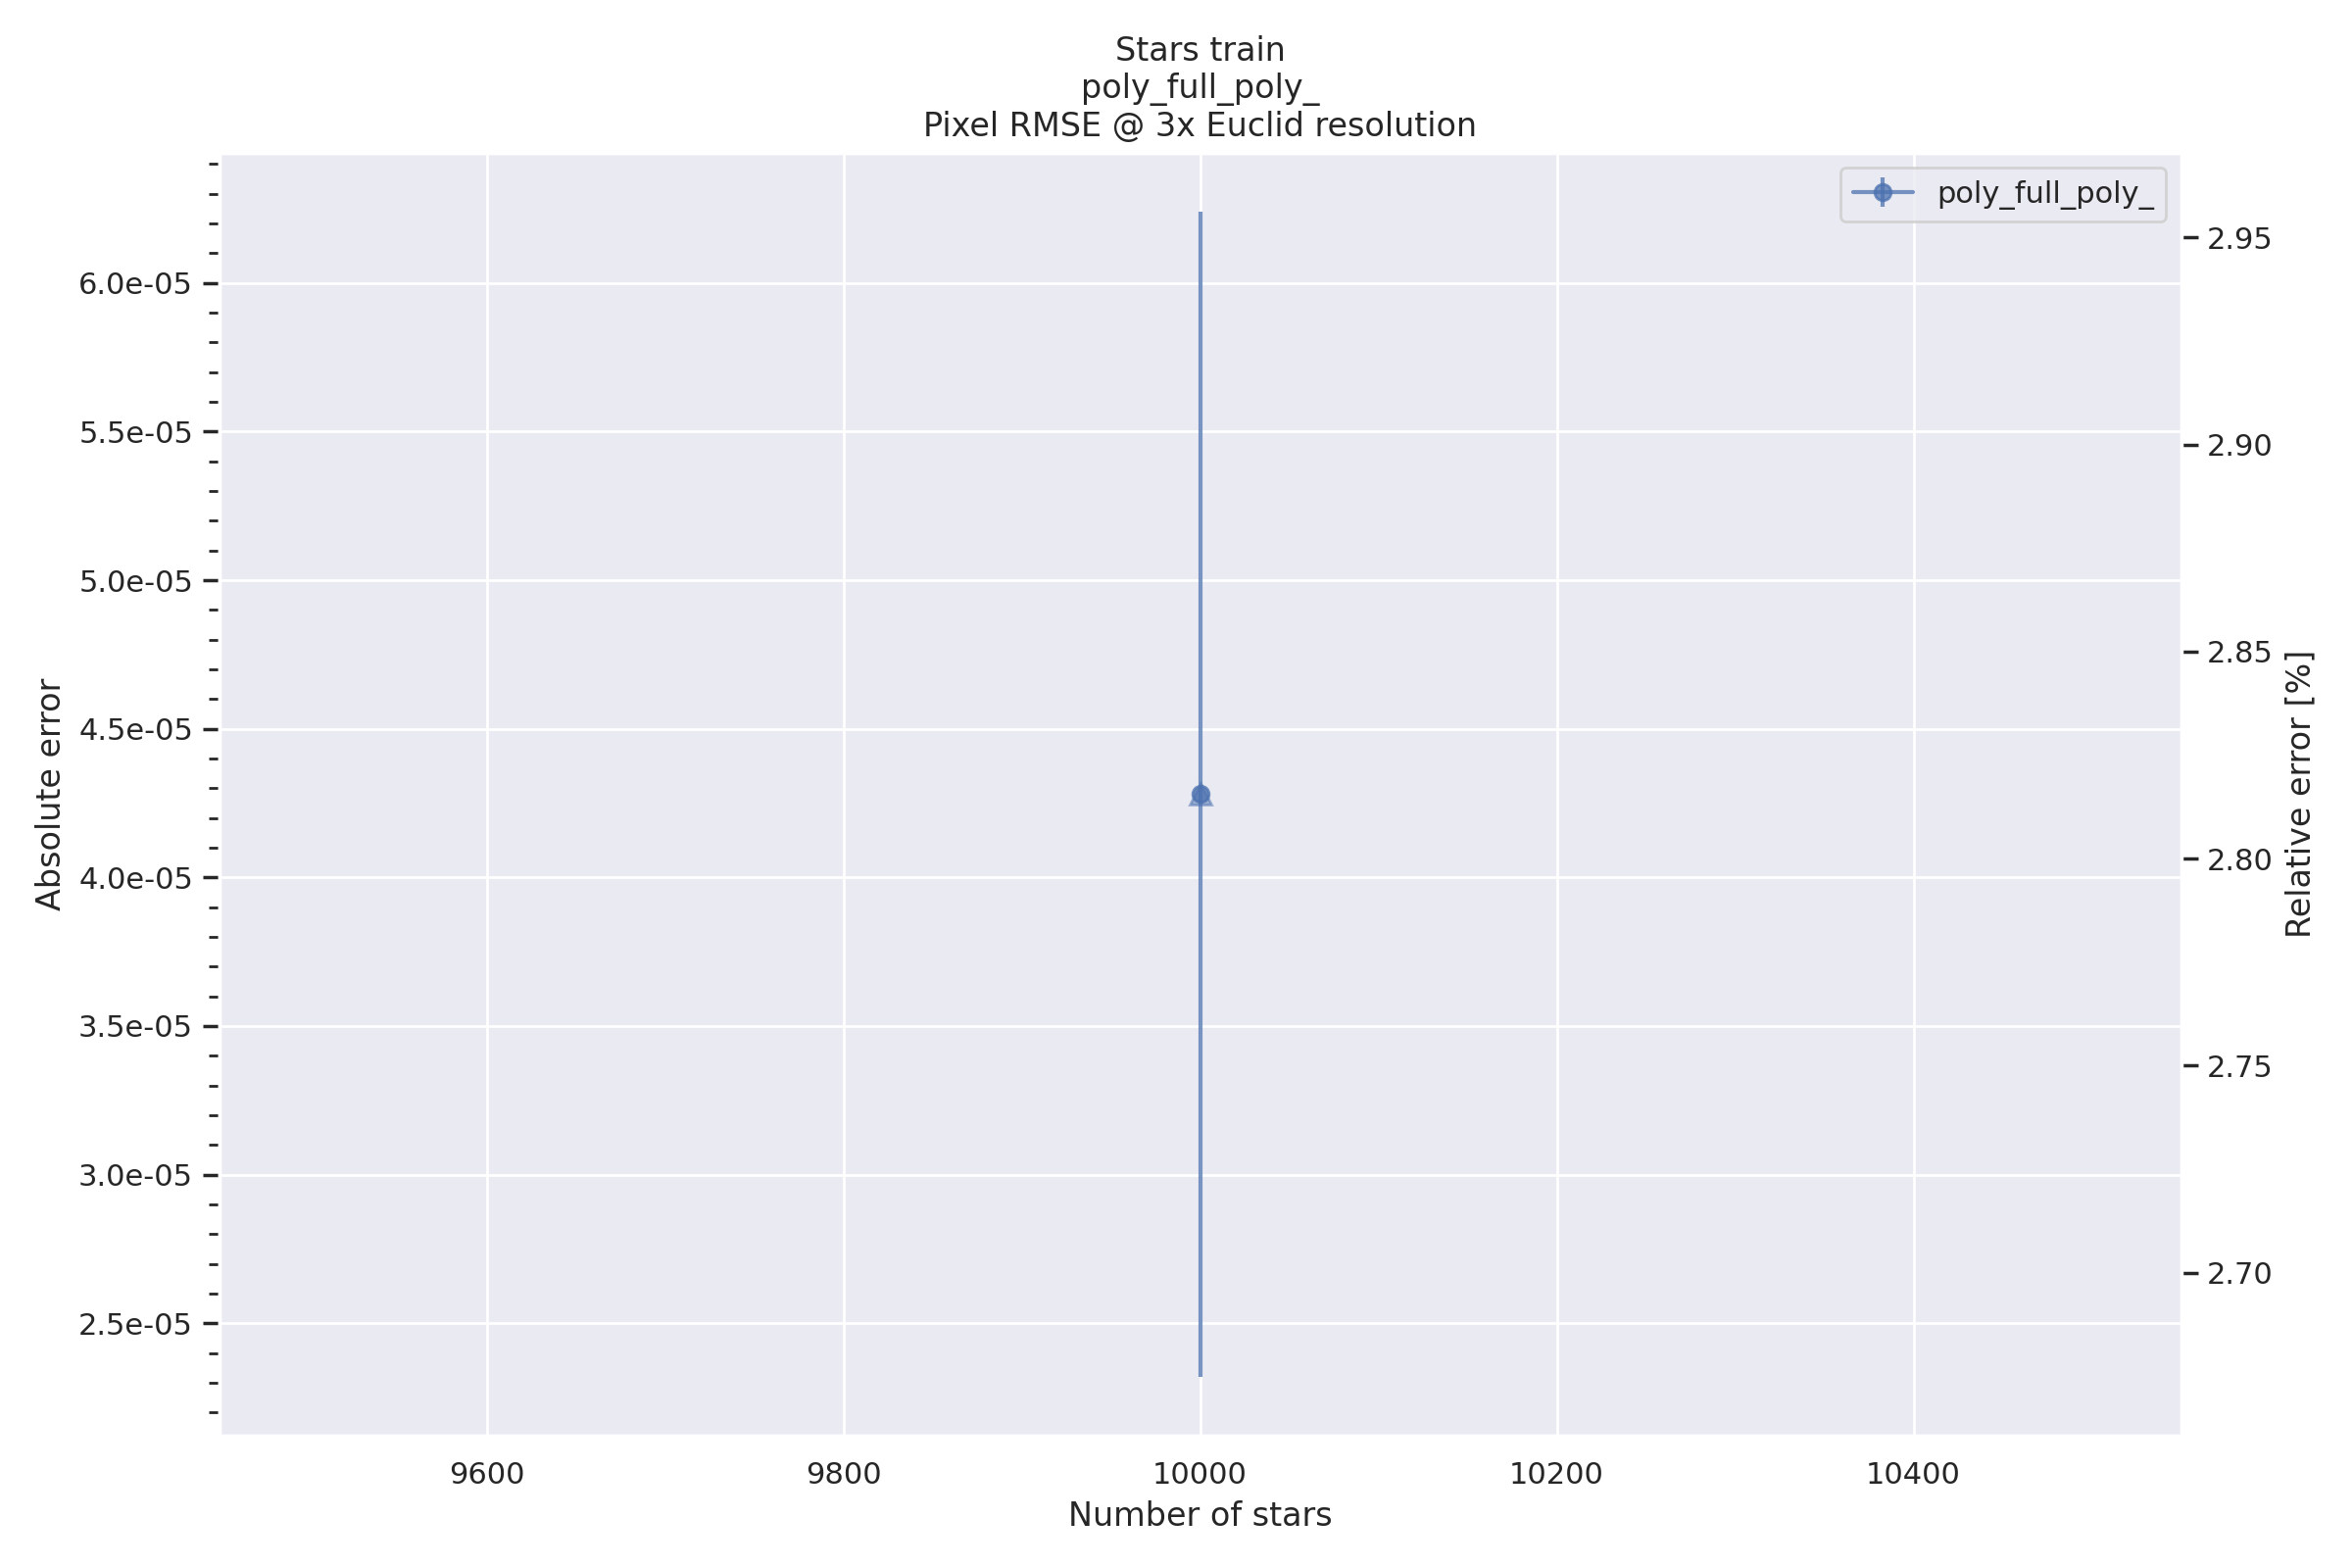 Stars train
poly_full_poly_
Pixel RMSE @ 3x Euclid resolution
poly_full_poly_
Absolute error
6.0e-05
5.5e-05
5.0e-05
4.5e-05
4.0e-05
3.5e-05
3.0e-05
2.5e-05
2.95
2.90
2.85
2.80
2.75
2.70
Relative error [%]
9600
9800
10000
10200
10400
Number of stars